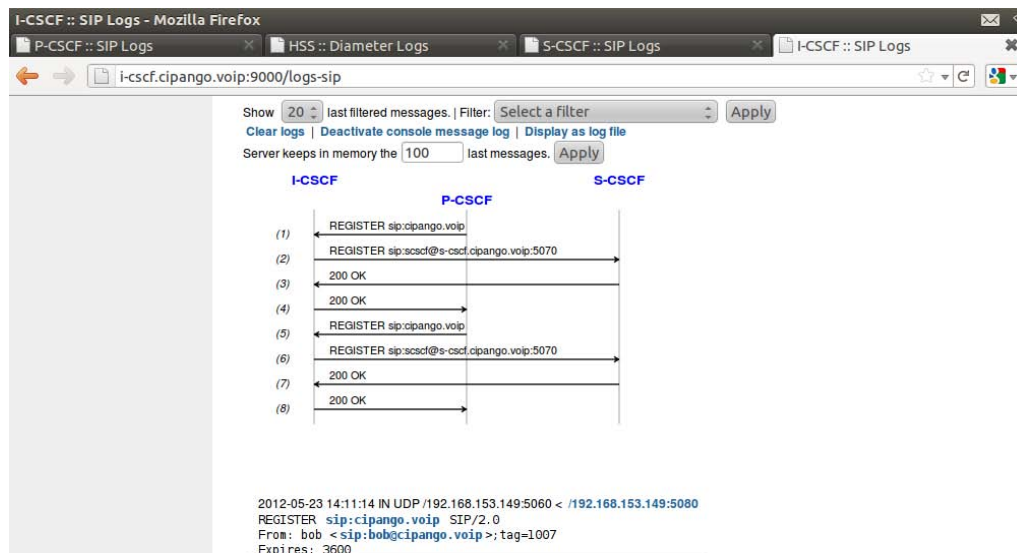 I-CSCF :: SIP Logs - Mozilla Firefox
P-CSCF :: SIP Logs HSS :: Diameter Logs S-CSCF :: SIP Logs I-CSCF :: SIP Logs
i-cscf.cipango.voip:9000/logs-sip
Show 20 last filtered messages. | Filter: Select a filter Apply
Clear logs | Deactivate console message log | Display as log file
Server keeps in memory the 100 last messages. Apply
I-CSCF S-CSCF
P-CSCF
(1) REGISTER sip:cipango.voip
(2) REGISTER sip:scscf@s-cscf.cipango.voip:5070
(3) 200 OK
(4) 200 OK
(5) REGISTER sip:cipango.voip
(6) REGISTER sip:scscf@s-cscf.cipango.voip:5070
(7) 200 OK
(8) 200 OK
2012-05-23 14:11:14 IN UDP /192.168.153.149:5060 < /192.168.153.149:5080
REGISTER sip:cipango.voip SIP/2.0
From: bob <sip:bob@cipango.voip>;tag=1007
Expires: 3600